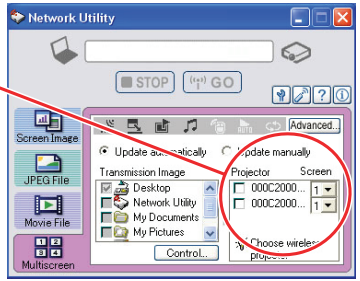 Network Utility
STOP
GO
Screen Image
JPEG File
Movie File
Multiscreen
AUTO
Advanced...
Update automatically
Update manually
Transmission Image
Desktop
Network Utility
My Documents
My Pictures
Control...
Projector Screen
000C2000... 1
000C2000... 1
Choose wireless
projector.